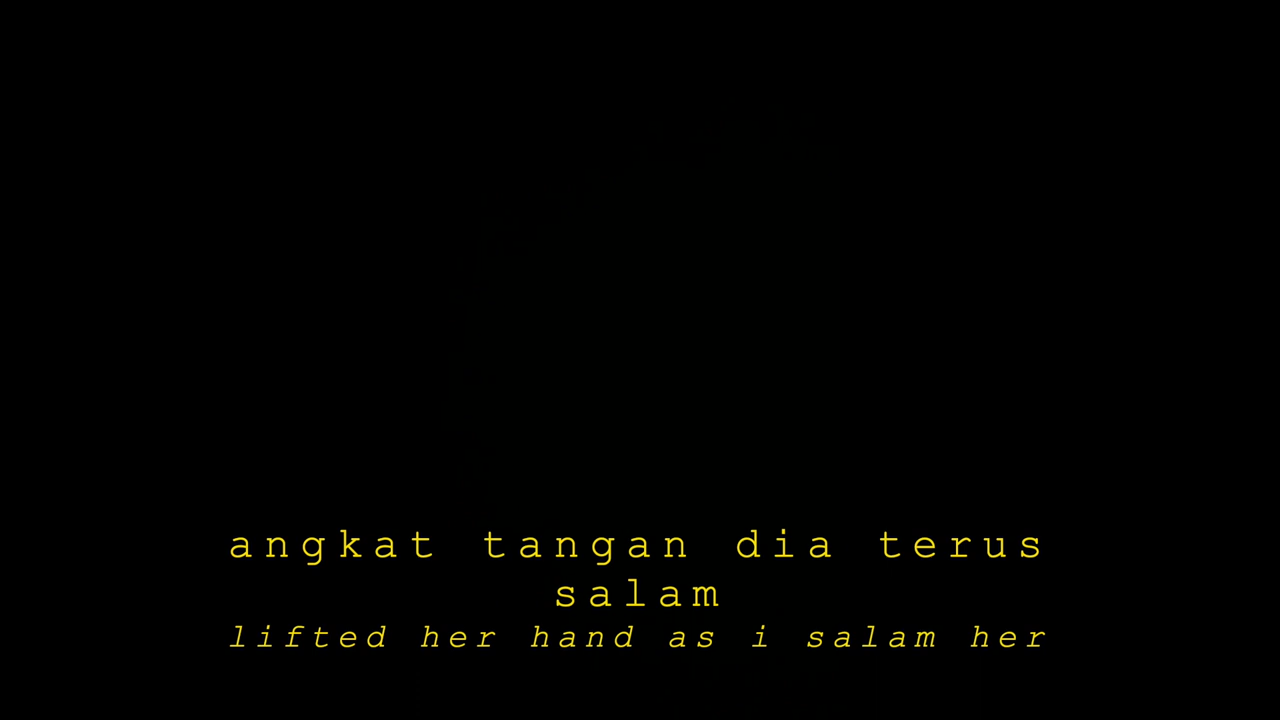 angkat tangan dia terus
salam
lifted her hand as i salam her